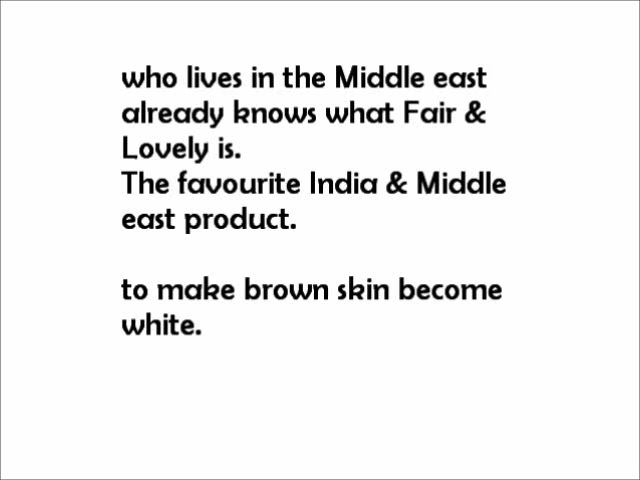 who lives in the Middle east
already knows what Fair &
Lovely is.
The favourite India & Middle
east product.
to make brown skin become
white.